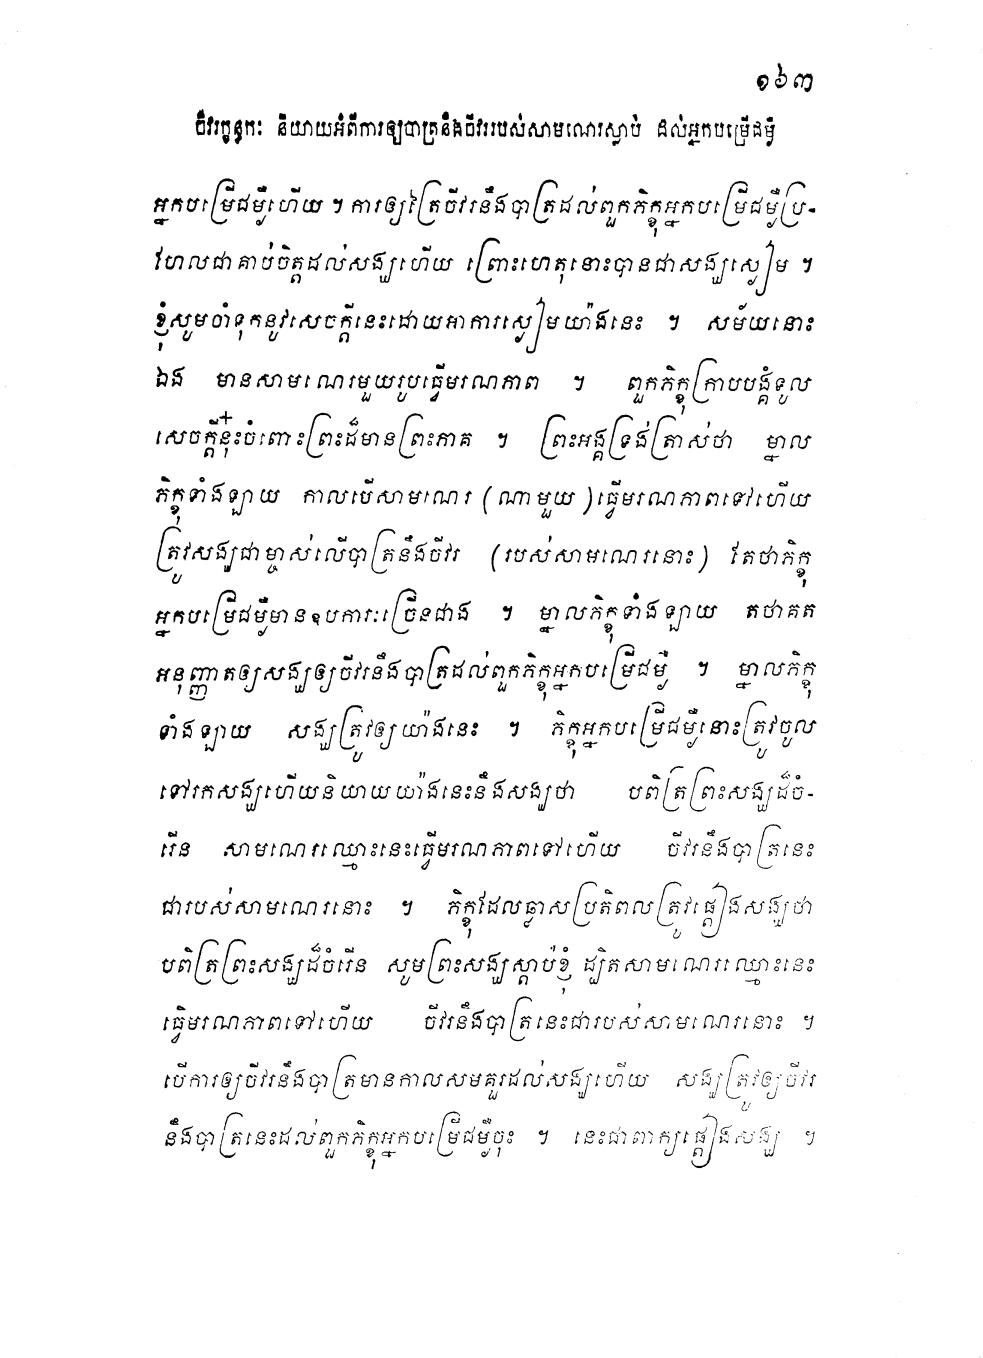 ១៦៣
ចីវរក្ខន្ធកៈ និយាយអំពីការឲ្យបាត្រនឹងចីវររបស់សាមណេរស្លាប់ ដល់អ្នកបម្រើជម្ងឺ
អ្នកបម្រើជម្ងឺហើយ ។ ការឲ្យត្រៃចីវរនឹងបាត្រដល់ពួកភិក្ខុអ្នកបម្រើជម្ងឺប្រ-
ហែលជាគាប់ចិត្តដល់សង្ឃហើយ ព្រោះហេតុនោះបានជាសង្ឃស្ងៀម ។
ខ្ញុំសូមចាំទុកនូវសេចក្តីនេះដោយអាការស្ងៀមយ៉ាងនេះ ។ សម័យនោះ
ឯង មានសាមណេរមួយរូបធ្វើមរណភាព ។ ពួកភិក្ខុក្រាបបង្គំទូល
សេចក្តីនុ៎ះចំពោះព្រះដ៏មានព្រះភាគ ។ ព្រះអង្គទ្រង់ត្រាស់ថា ម្នាល
ភិក្ខុទាំងឡាយ កាលបើសាមណេរ (ណាមួយ )ធ្វើមរណភាពទៅហើយ
ត្រូវសង្ឃជាម្ចាស់លើបាត្រនឹងចីវរ (របស់សាមណេរនោះ) តែថាភិក្ខុ
អ្នកបម្រើជម្ងឺមានឧបការៈច្រើនជាង ។ ម្នាលភិក្ខុទាំងឡាយ តថាគត
អនុញ្ញាតឲ្យសង្ឃឲ្យចីវរនឹងបាត្រដល់ពួកភិក្ខុអ្នកបម្រើជម្ងឺ ។ ម្នាលភិក្ខុ
ទាំងឡាយ សង្ឃត្រូវឲ្យយ៉ាងនេះ ។ ភិក្ខុអ្នកបម្រើជម្ងឺនោះត្រូវចូល
ទៅរកសង្ឃហើយនិយាយយ៉ាងនេះនឹងសង្ឃថា បពិត្រព្រះសង្ឃដ៏ចំ-
រើន សាមណេរឈ្មោះនេះធ្វើមរណភាពទៅហើយ ចីវរនឹងបាត្រនេះ
ជារបស់សាមណេរនោះ ។ ភិក្ខុដែលឆ្លាសប្រតិពលត្រូវផ្តៀងសង្ឃថា
បពិត្រព្រះសង្ឃដ៏ចំរើន សូមព្រះសង្ឃស្តាប់ខ្ញុំ ដ្បិតសាមណេរឈ្មោះនេះ
ធ្វើមរណភាពទៅហើយ ចីវរនឹងបាត្រនេះជារបស់សាមណេរនោះ ។
បើការឲ្យចីវរនឹងបាត្រមានកាលសមគួរដល់សង្ឃហើយ សង្ឃត្រូវឲ្យចីវរ
នឹងបាត្រនេះដល់ពួកភិក្ខុអ្នកបម្រើជម្ងឺចុះ ។ នេះជាពាក្យផ្តៀងសង្ឃ ។